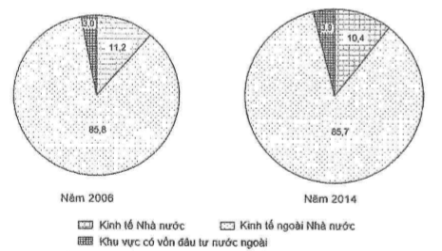 3,0
11,2
85,8
3,9
10,4
85,7
Năm 2006
Năm 2014
Kinh tế Nhà nước
Kinh tế ngoài Nhà nước
Khu vực có vốn đầu tư nước ngoài